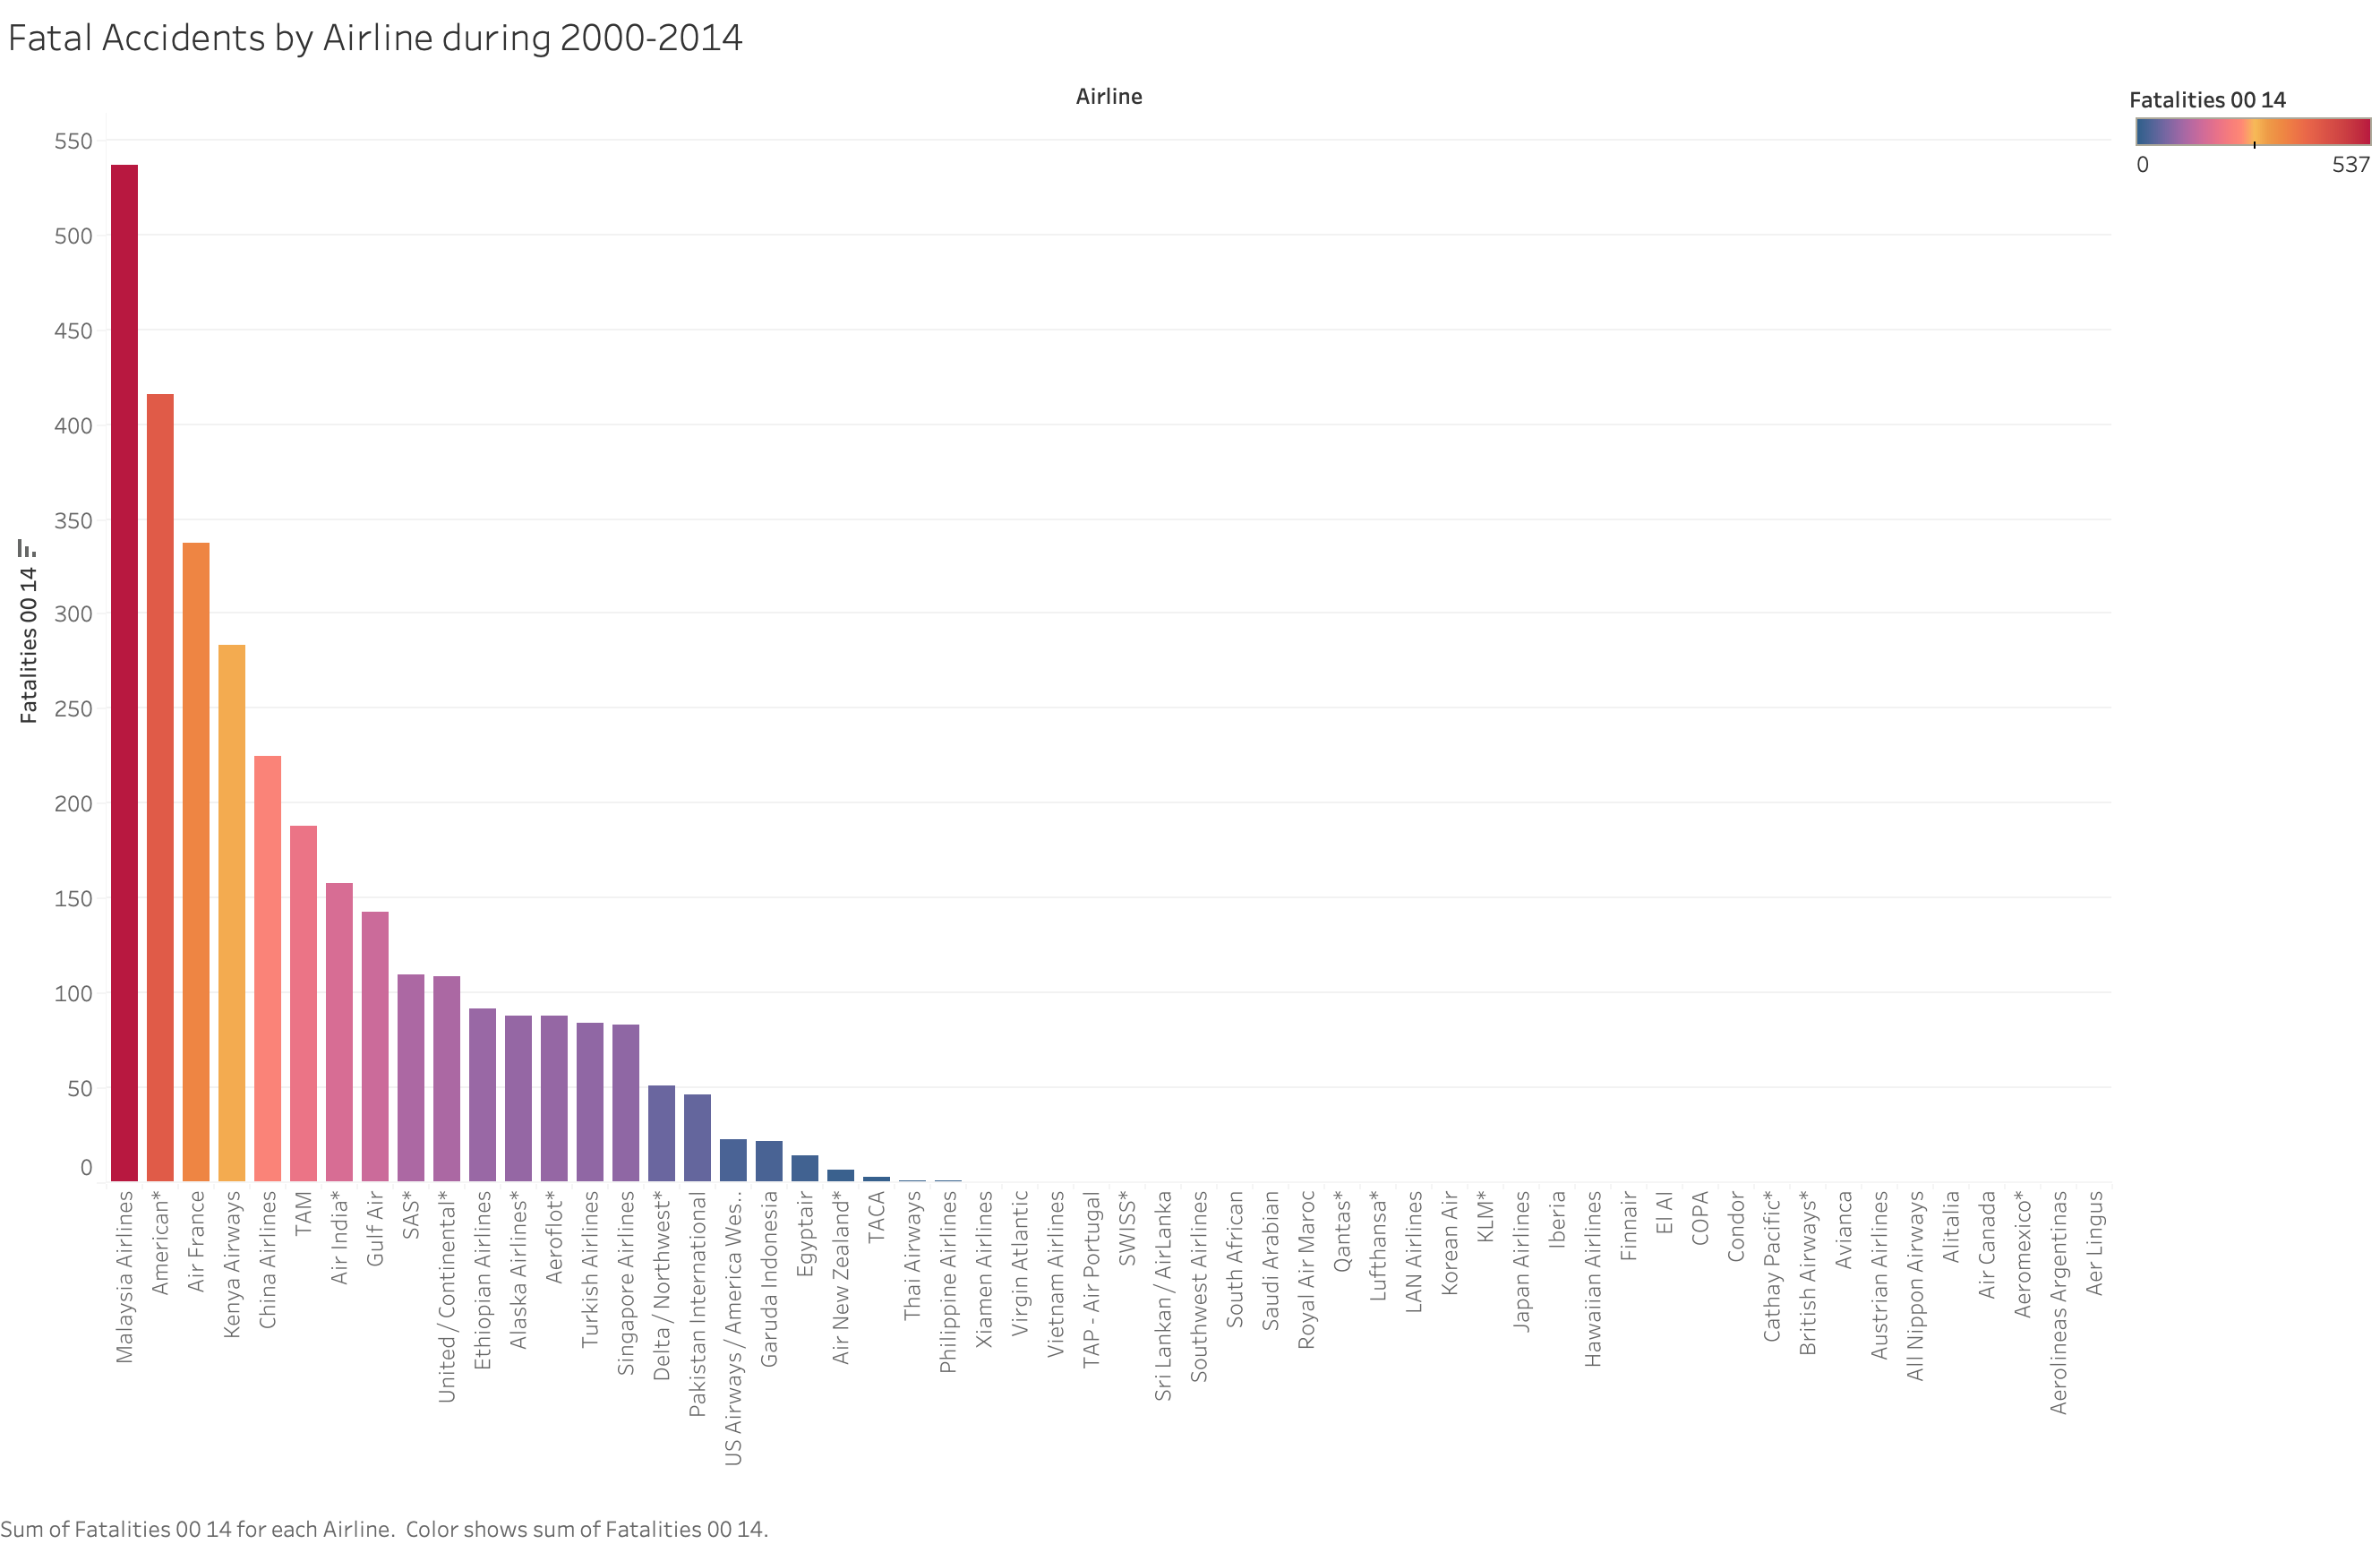 Fatal Accidents by Airline during 2000-2014
Airline
Fatalities 00 14
0
537
Fatalities 00 14
550
500
450
400
350
300
250
200
150
100
50
0
Malaysia Airlines
American*
Air France
Kenya Airways
China Airlines
TAM
Air India*
Gulf Air
SAS*
United / Continental*
Ethiopian Airlines
Alaska Airlines*
Aeroflot*
Turkish Airlines
Singapore Airlines
Delta / Northwest*
Pakistan International
US Airways / America Wes..
Garuda Indonesia
Egyptair
Air New Zealand*
TACA
Thai Airways
Philippine Airlines
Xiamen Airlines
Virgin Atlantic
Vietnam Airlines
TAP - Air Portugal
SWISS*
Sri Lankan / AirLanka
Southwest Airlines
South African
Saudi Arabian
Royal Air Maroc
Qantas*
Lufthansa*
LAN Airlines
Korean Air
KLM*
Japan Airlines
Iberia
Hawaiian Airlines
Finnair
El Al
COPA
Condor
Cathay Pacific*
British Airways*
Avianca
Austrian Airlines
All Nippon Airways
Alitalia
Air Canada
Aeromexico*
Aerolineas Argentinas
Aer Lingus
Sum of Fatalities 00 14 for each Airline.  Color shows sum of Fatalities 00 14.